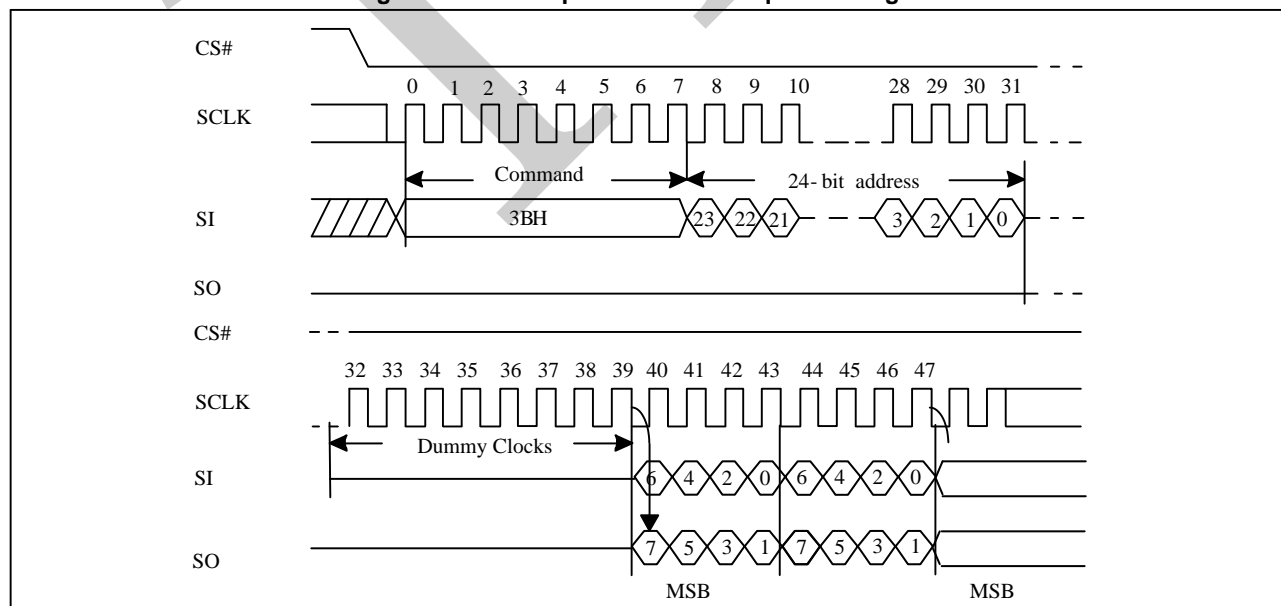 CS#
0 1 2 3 4 5 6 7 8 9 10 28 29 30 31
SCLK
Command 24- bit address
SI 3BH 23 22 21 3 2 1 0
SO
CS#
32 33 34 35 36 37 38 39 40 41 42 43 44 45 46 47
SCLK
Dummy Clocks
SI 6 4 2 0 6 4 2 0
SO 7 5 3 1 7 5 3 1
MSB MSB